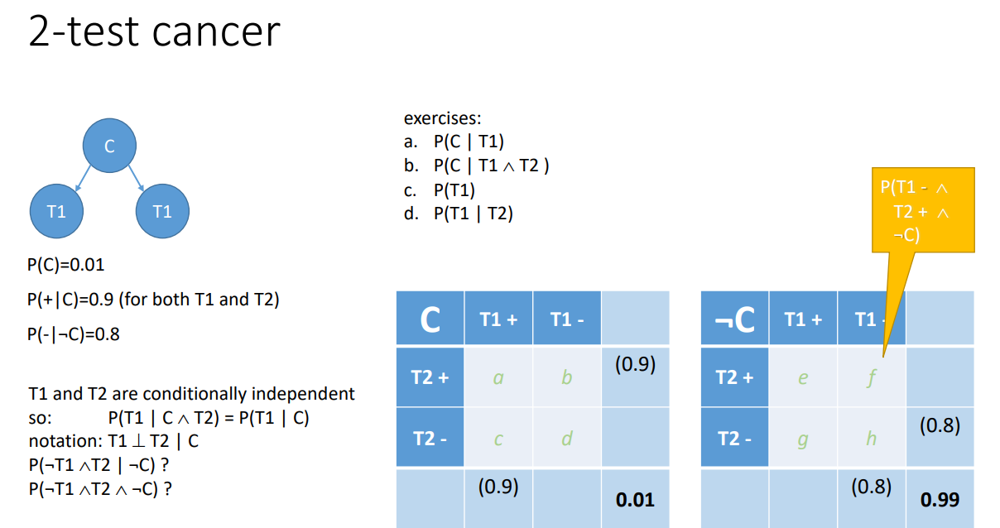 2-test cancer
C
T1
T1
P(C)=0.01
P(+|C)=0.9 (for both T1 and T2)
P(-|¬C)=0.8
T1 and T2 are conditionally independent
so: P(T1 | C ∧ T2) = P(T1 | C)
notation: T1 ⊥ T2 | C
P(¬T1 ∧T2 | ¬C) ?
P(¬T1 ∧T2 ∧ ¬C) ?
exercises:
a. P(C | T1)
b. P(C | T1 ∧ T2 )
c. P(T1)
d. P(T1 | T2)
P(T1 - ∧
T2 + ∧
¬C)
C T1 + T1 -
T2 + a b (0.9)
T2 - c d
(0.9) 0.01
¬C T1 + T1 -
T2 + e f
T2 - g h (0.8)
(0.8) 0.99